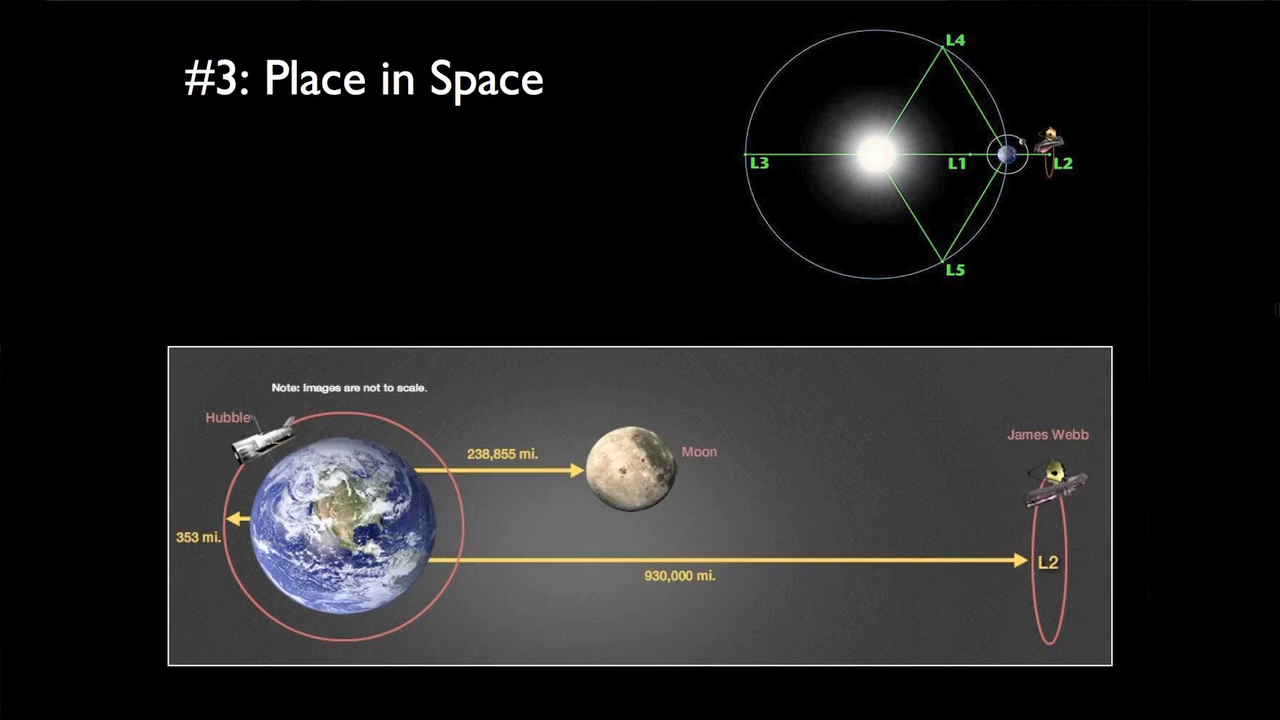 #3: Place in Space
L4
L3
L1
L2
L5
Note: Images are not to scale.
Hubble
James Webb
238,855 mi.
Moon
353 mi.
L2
930,000 mi.